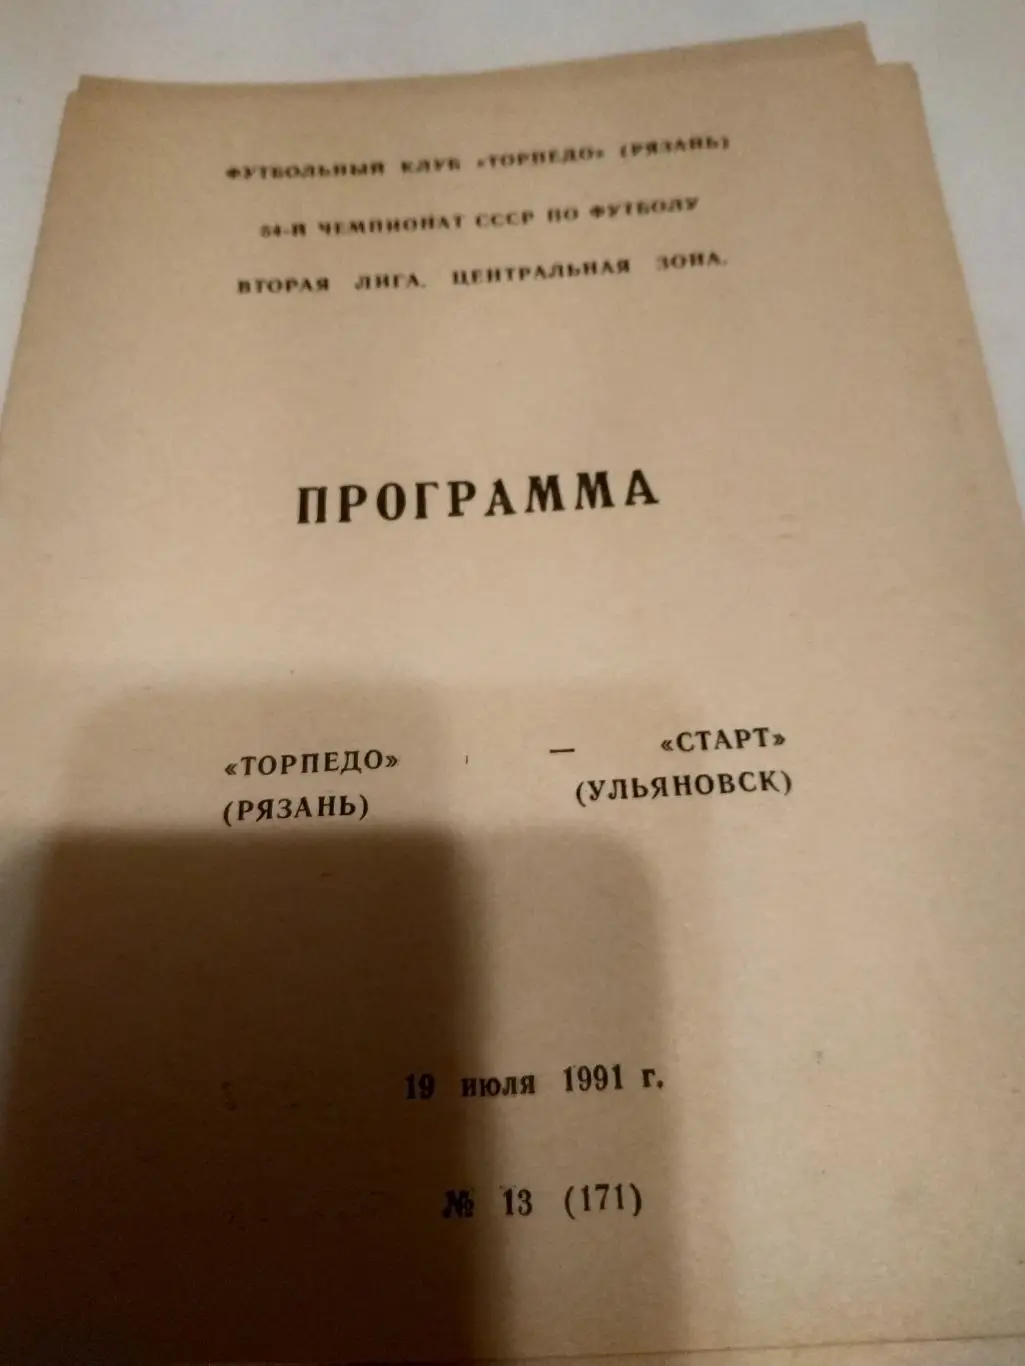 ФУТБОЛЬНЫЙ КЛУБ «ТОРПЕДО» (РЯЗАНЬ)
54-Й ЧЕМПИОНАТ СССР ПО ФУТБОЛУ
ВТОРАЯ ЛИГА. ЦЕНТРАЛЬНАЯ ЗОНА.
ПРОГРАММА
«ТОРПЕДО» — «СТАРТ»
(РЯЗАНЬ) (УЛЬЯНОВСК)
19 июля 1991 г.
№ 13 (171)